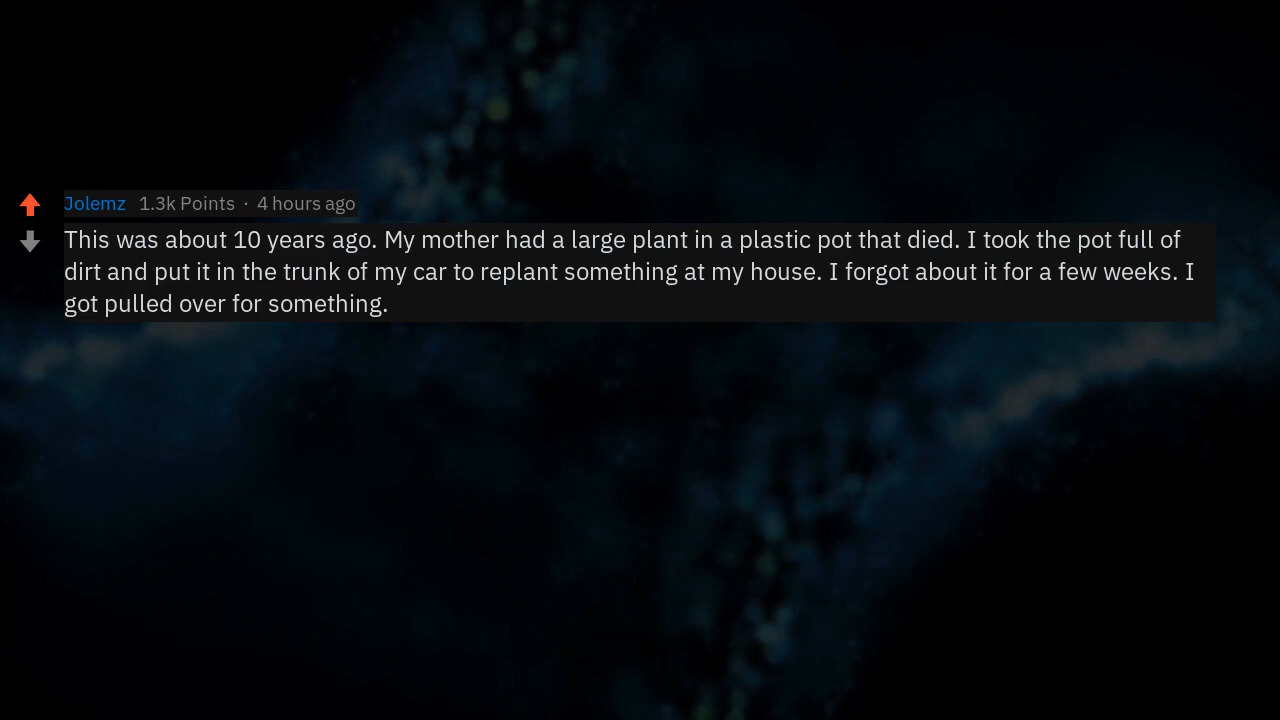 Jolemz 1.3k Points · 4 hours ago
This was about 10 years ago. My mother had a large plant in a plastic pot that died. I took the pot full of
dirt and put it in the trunk of my car to replant something at my house. I forgot about it for a few weeks. I
got pulled over for something.